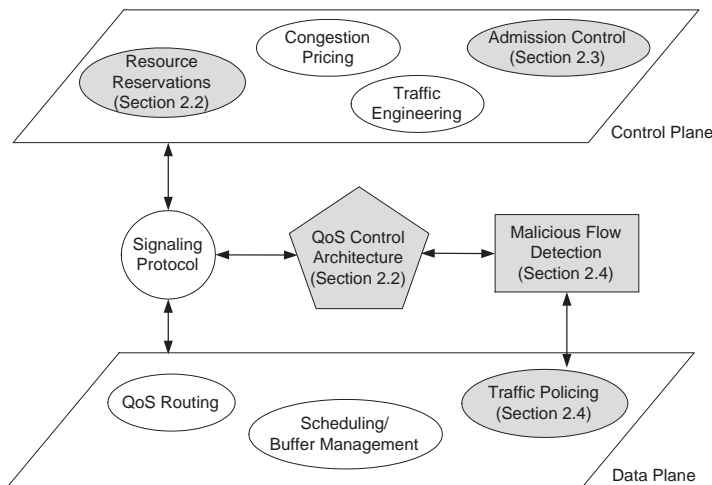 Congestion
Pricing
Admission Control
(Section 2.3)
Resource
Reservations
(Section 2.2)
Traffic
Engineering
Control Plane
Signaling
Protocol
QoS Control
Architecture
(Section 2.2)
Malicious Flow
Detection
(Section 2.4)
QoS Routing
Scheduling/
Buffer Management
Traffic Policing
(Section 2.4)
Data Plane